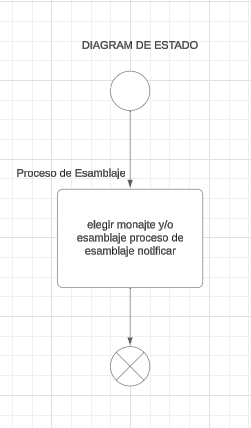 DIAGRAM DE ESTADO
Proceso de Esamblaje
elegir monajte y/o
esamblaje proceso de
esamblaje notificar